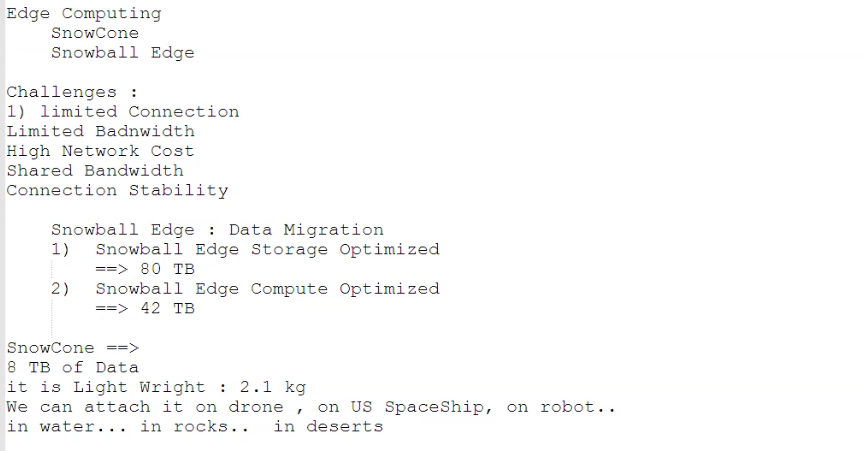 Edge Computing
SnowCone
Snowball Edge
Challenges :
1) limited Connection
Limited Badnwidth
High Network Cost
Shared Bandwidth
Connection Stability
Snowball Edge : Data Migration
1) Snowball Edge Storage Optimized
==> 80 TB
2) Snowball Edge Compute Optimized
==> 42 TB
SnowCone ==>
8 TB of Data
it is Light Wright : 2.1 kg
We can attach it on drone , on US SpaceShip, on robot..
in water... in rocks.. in deserts